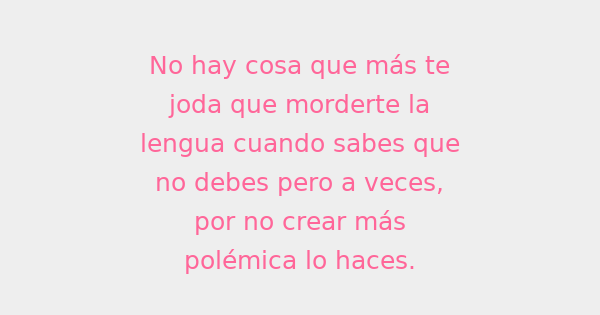 No hay cosa que más te
joda que morderte la
lengua cuando sabes que
no debes pero a veces,
por no crear más
polémica lo haces.